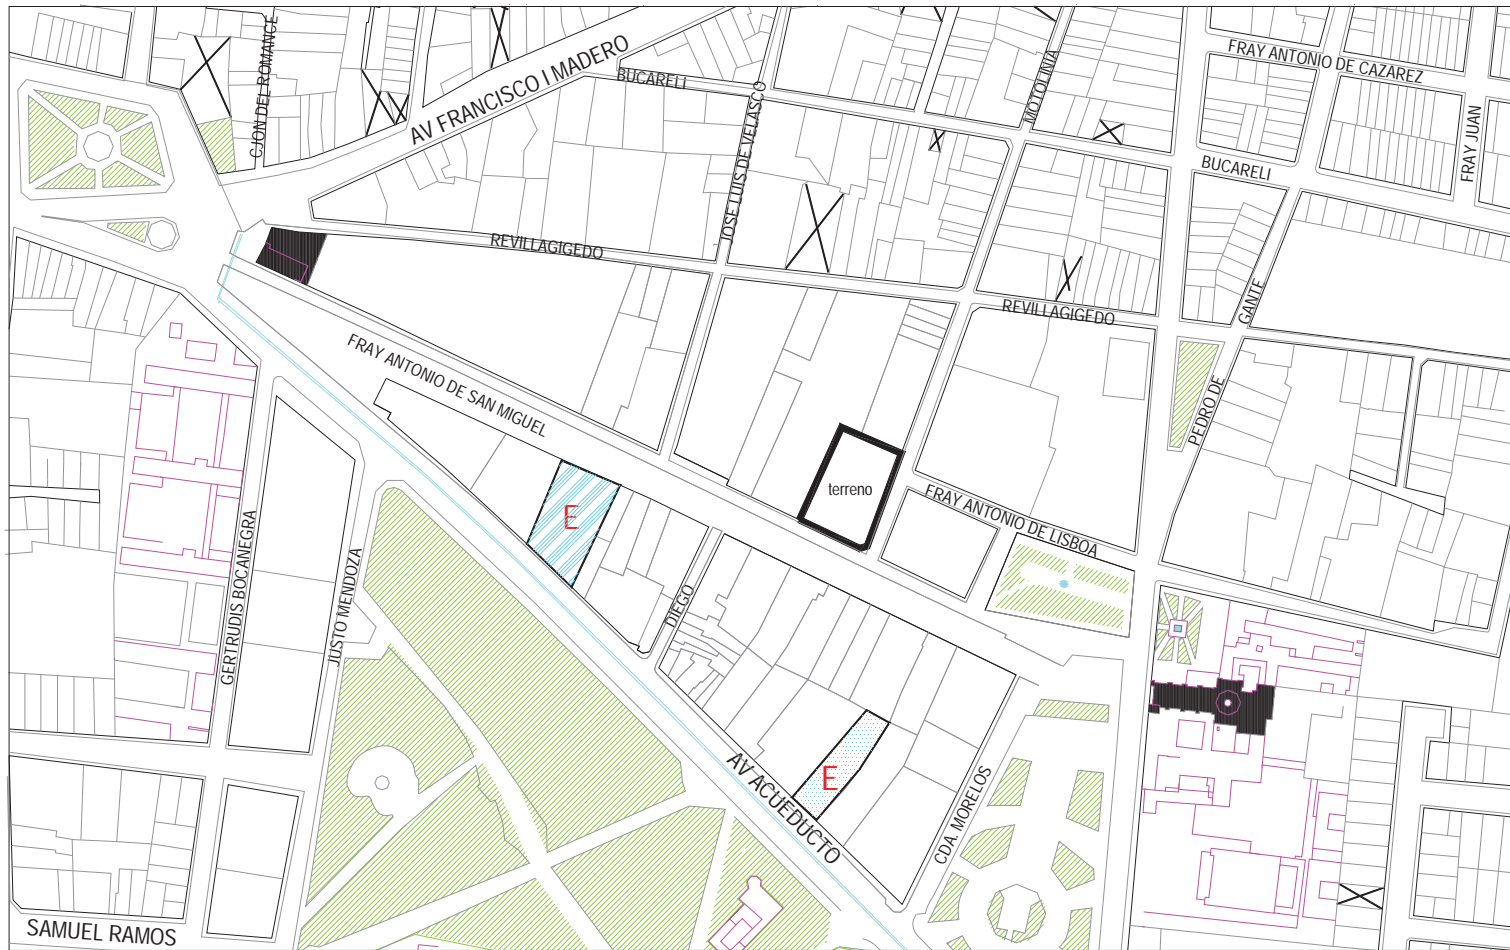 CJON DEL ROMANCE
AV FRANCISCO I MADERO
BUCARELI
JOSE LUIS DE VELASCO
MOTOLINIA
FRAY ANTONIO DE CAZAREZ
FRAY JUAN
BUCARELI
REVILLAGIGEDO
REVILLAGIGEDO
PEDRO DE GANTE
FRAY ANTONIO DE SAN MIGUEL
terreno
FRAY ANTONIO DE LISBOA
E
GERTRUDIS BOCANEGRA
JUSTO MENDOZA
DIEGO
E
AV ACUEDUCTO
CDA. MORELOS
SAMUEL RAMOS